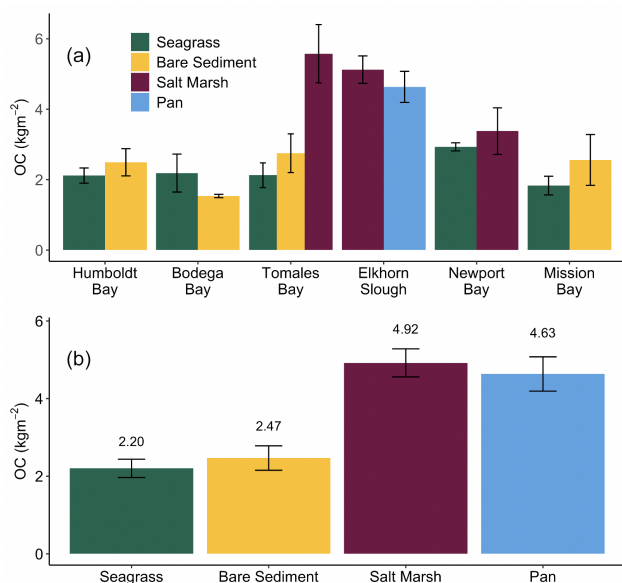 (a)
Seagrass
Bare Sediment
Salt Marsh
Pan
OC (kgm⁻²)
6
4
2
0
Humboldt Bay
Bodega Bay
Tomales Bay
Elkhorn Slough
Newport Bay
Mission Bay
(b)
OC (kgm⁻²)
6
4
2
0
2.20
2.47
4.92
4.63
Seagrass
Bare Sediment
Salt Marsh
Pan